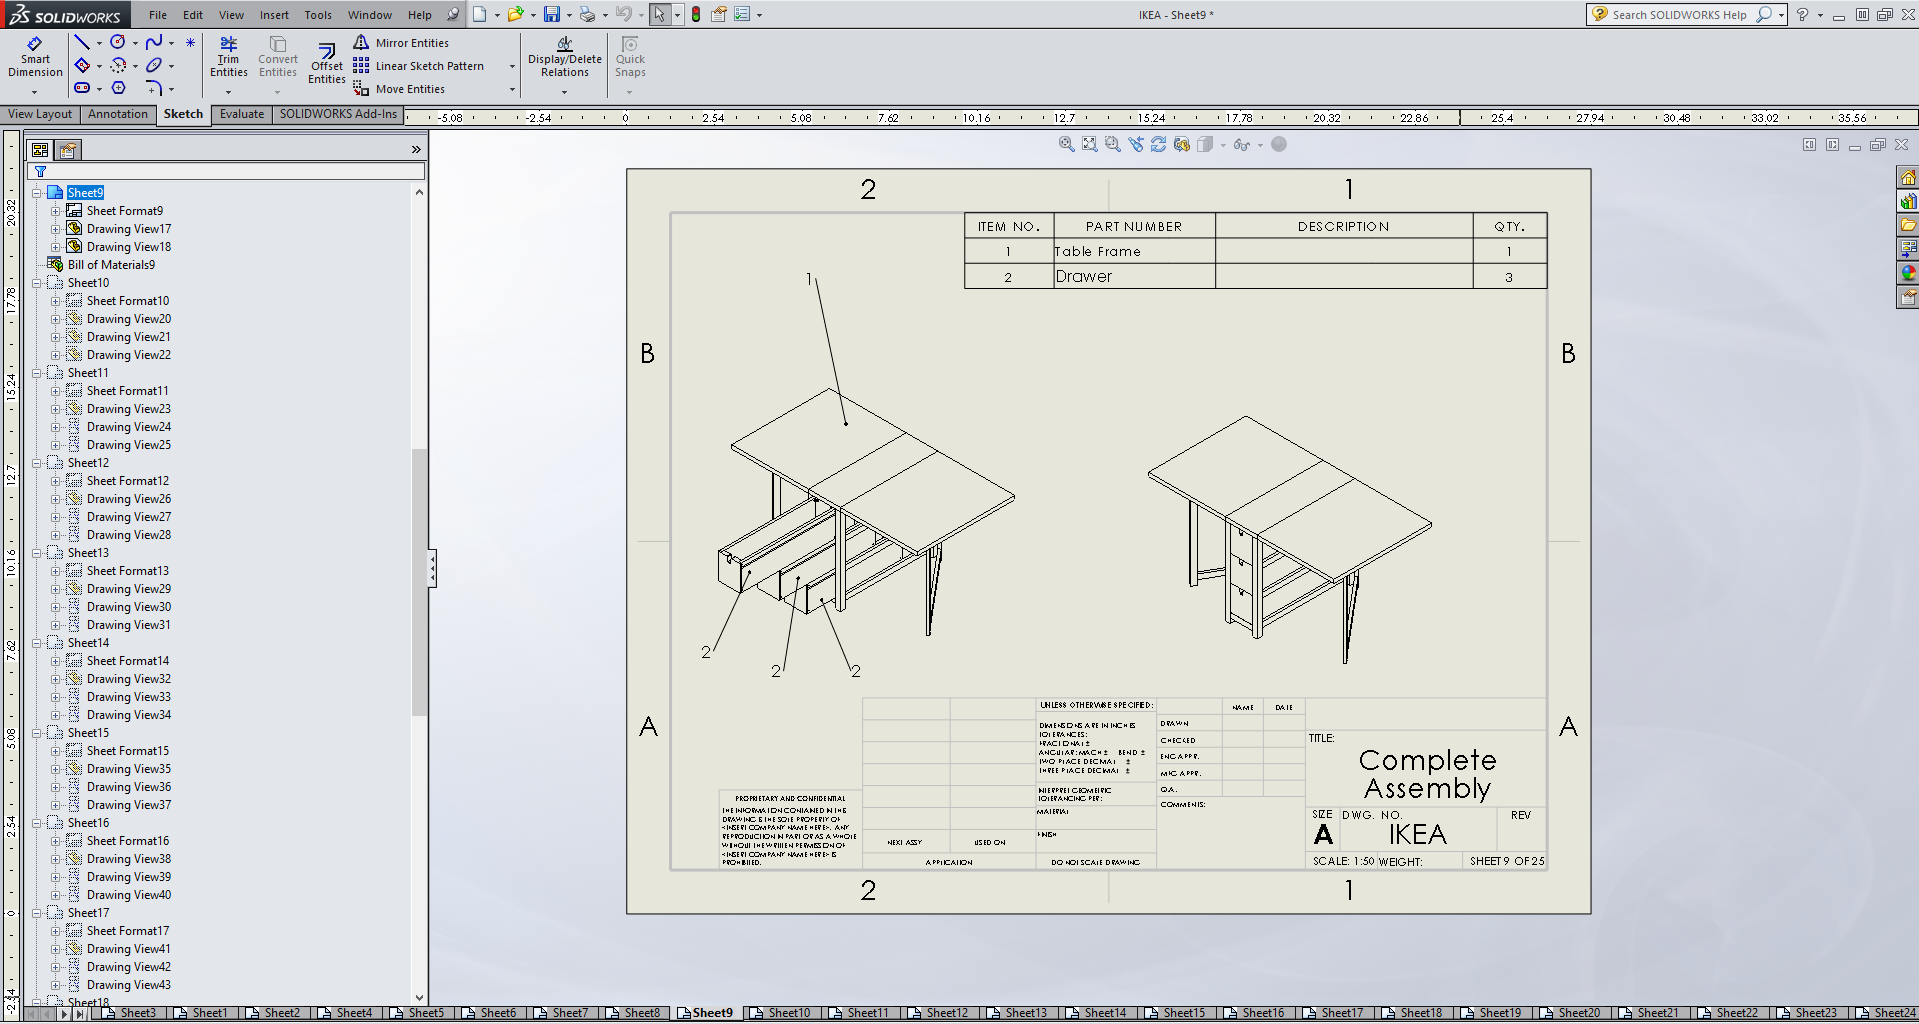 SOLIDWORKS File Edit View Insert Tools Window Help IKEA - Sheet9 * Search SOLIDWORKS Help
Smart Dimension
Trim Entities
Convert Entities
Offset Entities
Mirror Entities
Linear Sketch Pattern
Move Entities
Display/Delete Relations
Quick Snaps
View Layout Annotation Sketch Evaluate SOLIDWORKS Add-Ins
-5.08 -2.54 0 2.54 5.08 7.62 10.16 12.7 15.24 17.78 20.32 22.86 25.4 27.94 30.48 33.02 35.56
20.32
17.78
15.24
12.7
10.16
7.62
5.08
2.54
0
-2.54
Sheet9
Sheet Format9
Drawing View17
Drawing View18
Bill of Materials9
Sheet10
Sheet Format10
Drawing View20
Drawing View21
Drawing View22
Sheet11
Sheet Format11
Drawing View23
Drawing View24
Drawing View25
Sheet12
Sheet Format12
Drawing View26
Drawing View27
Drawing View28
Sheet13
Sheet Format13
Drawing View29
Drawing View30
Drawing View31
Sheet14
Sheet Format14
Drawing View32
Drawing View33
Drawing View34
Sheet15
Sheet Format15
Drawing View35
Drawing View36
Drawing View37
Sheet16
Sheet Format16
Drawing View38
Drawing View39
Drawing View40
Sheet17
Sheet Format17
Drawing View41
Drawing View42
Drawing View43
Sheet18
2 1
ITEM NO. PART NUMBER DESCRIPTION QTY.
1 Table Frame 1
2 Drawer 3
1
B B
2 2 2
A A
UNLESS OTHERWISE SPECIFIED:
DIMENSIONS ARE IN INCHES
TOLERANCES:
FRACTIONAL ±
ANGULAR: MACH ± BEND ±
TWO PLACE DECIMAL ±
THREE PLACE DECIMAL ±
INTERPRET GEOMETRIC
TOLERANCING PER:
MATERIAL
FINISH
DO NOT SCALE DRAWING
NAME DATE
DRAWN
CHECKED
ENG APPR.
MFG APPR.
Q.A.
COMMENTS:
PROPRIETARY AND CONFIDENTIAL
THE INFORMATION CONTAINED IN THIS
DRAWING IS THE SOLE PROPERTY OF
<INSERT COMPANY NAME HERE>. ANY
REPRODUCTION IN PART OR AS A WHOLE
WITHOUT THE WRITTEN PERMISSION OF
<INSERT COMPANY NAME HERE> IS
PROHIBITED.
NEXT ASSY USED ON
APPLICATION
TITLE:
Complete
Assembly
SIZE DWG. NO. REV
A IKEA
SCALE: 1:50 WEIGHT: SHEET 9 OF 25
2 1
Sheet3 Sheet1 Sheet2 Sheet4 Sheet5 Sheet6 Sheet7 Sheet8 Sheet9 Sheet10 Sheet11 Sheet12 Sheet13 Sheet14 Sheet15 Sheet16 Sheet17 Sheet18 Sheet19 Sheet20 Sheet21 Sheet22 Sheet23 Sheet24